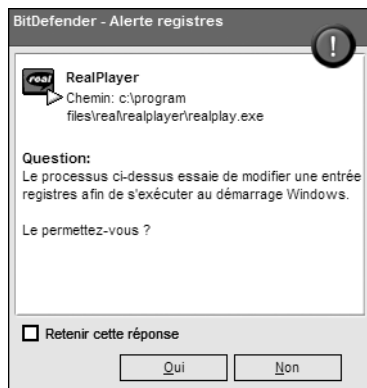 BitDefender - Alerte registres
real
RealPlayer
Chemin: c:\program
files\real\realplayer\realplay.exe
Question:
Le processus ci-dessus essaie de modifier une entrée
registres afin de s'exécuter au démarrage Windows.
Le permettez-vous ?
Retenir cette réponse
Oui
Non